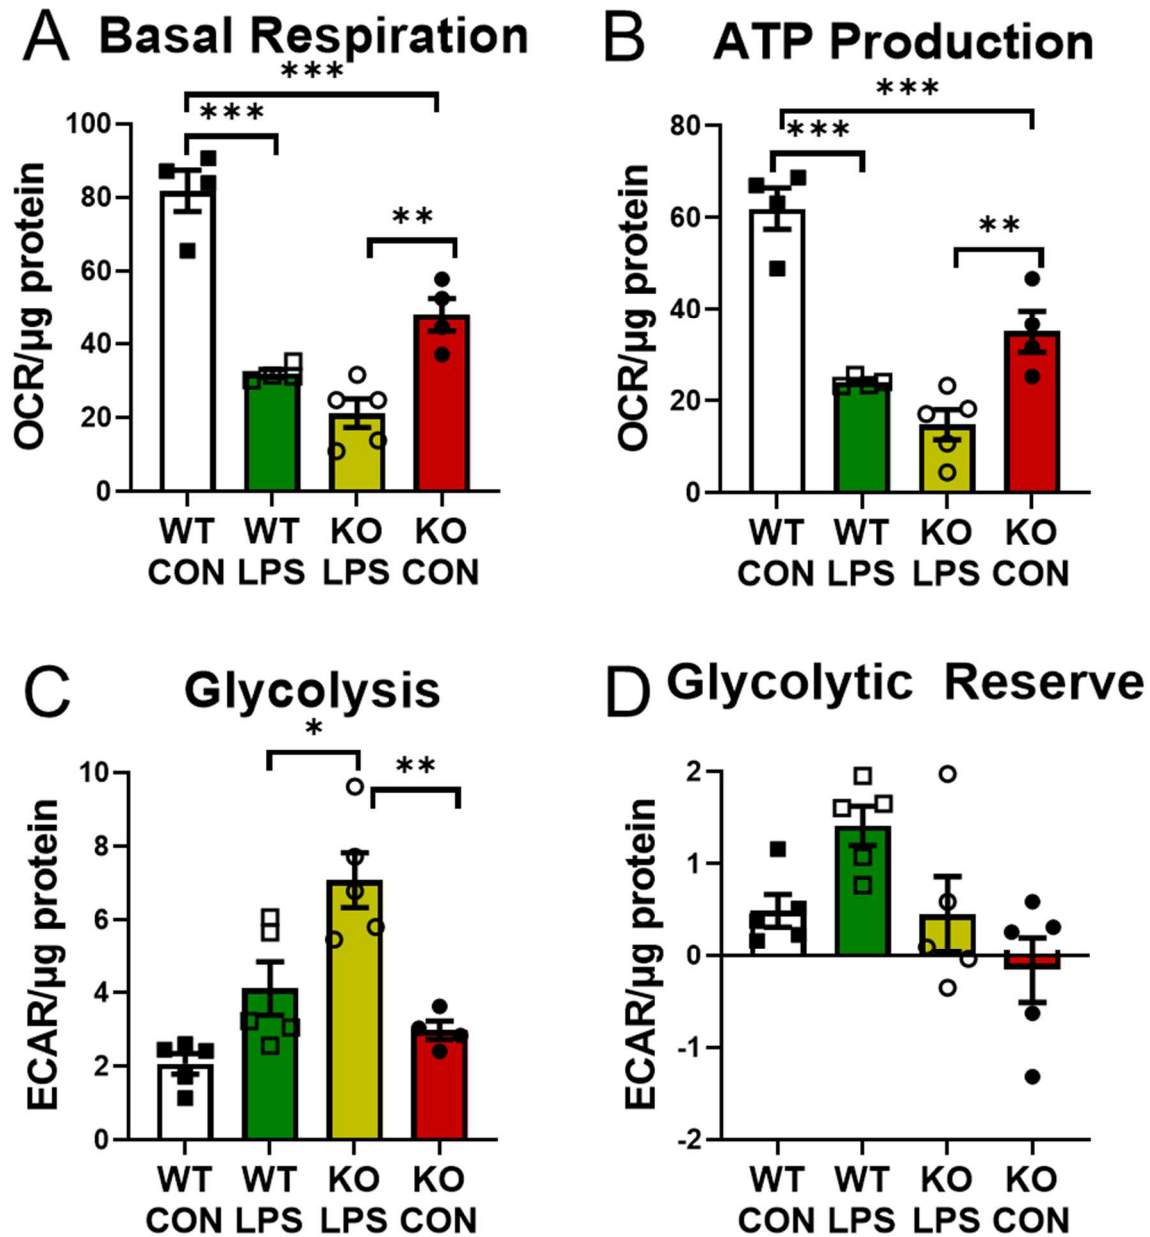 A Basal Respiration
***
***
**
OCR/µg protein
100
80
60
40
20
0
WT WT KO KO
CON LPS LPS CON
B ATP Production
***
***
**
OCR/µg protein
80
60
40
20
0
WT WT KO KO
CON LPS LPS CON
C Glycolysis
*
**
ECAR/µg protein
10
8
6
4
2
0
WT WT KO KO
CON LPS LPS CON
D Glycolytic Reserve
ECAR/µg protein
2
1
0
-1
-2
WT WT KO KO
CON LPS LPS CON